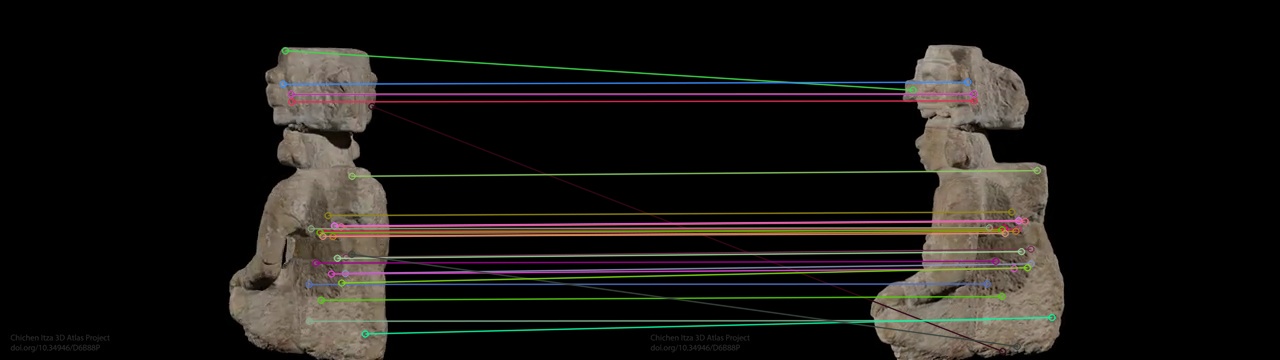 Chichen Itza 3D Atlas Project
doi.org/10.34946/D6B88P
Chichen Itza 3D Atlas Project
doi.org/10.34946/D6B88P